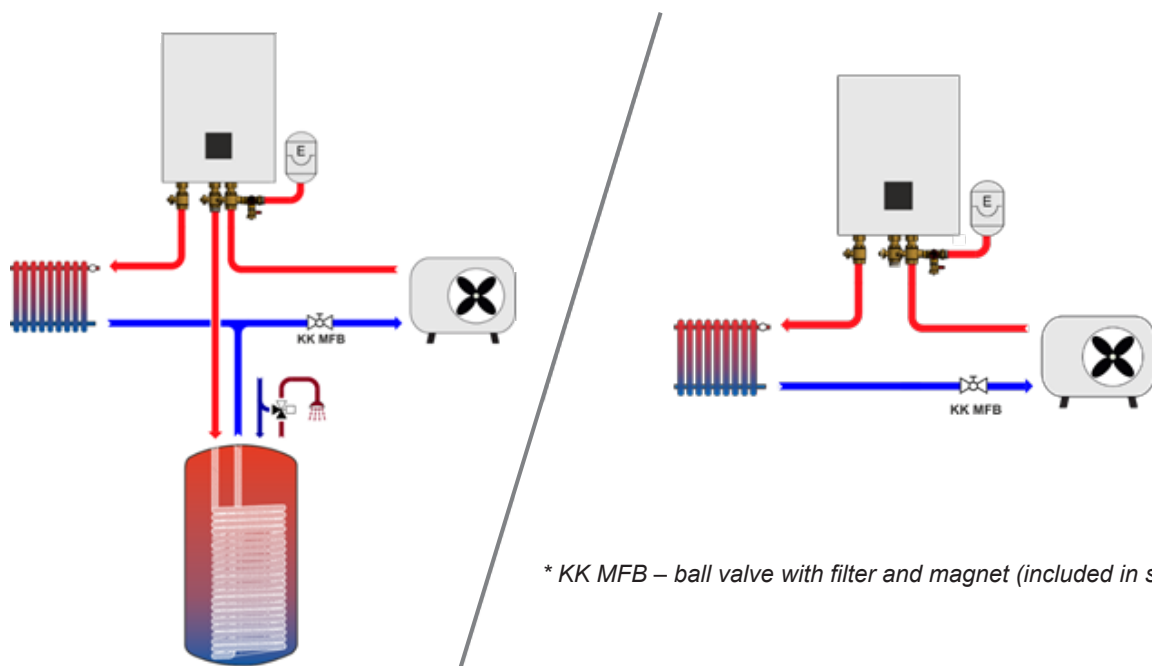 E
KK MFB
E
KK MFB
* KK MFB – ball valve with filter and magnet (included in